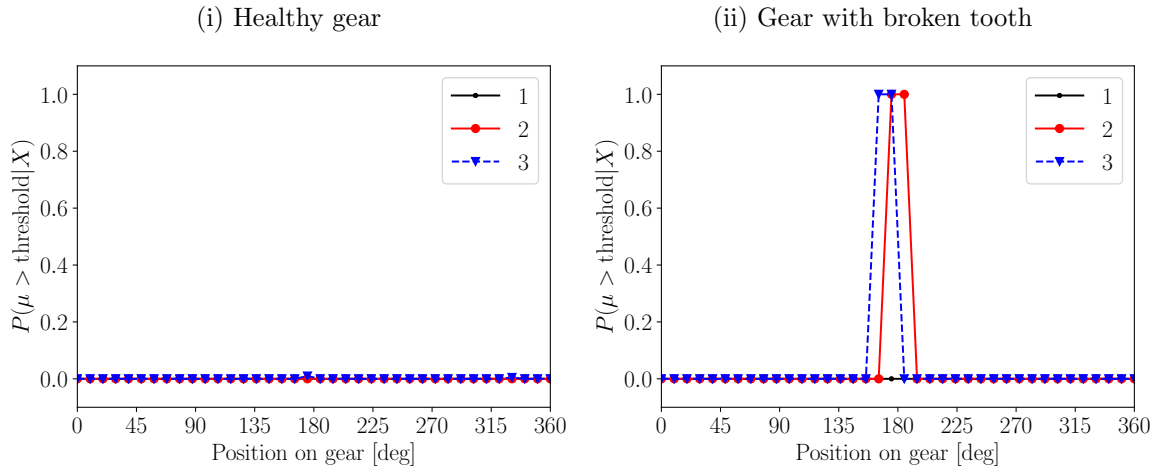 (i) Healthy gear
(ii) Gear with broken tooth
P(μ > threshold|X)
1.0
0.8
0.6
0.4
0.2
0.0
1
2
3
0 45 90 135 180 225 270 315 360
Position on gear [deg]
P(μ > threshold|X)
1.0
0.8
0.6
0.4
0.2
0.0
1
2
3
0 45 90 135 180 225 270 315 360
Position on gear [deg]